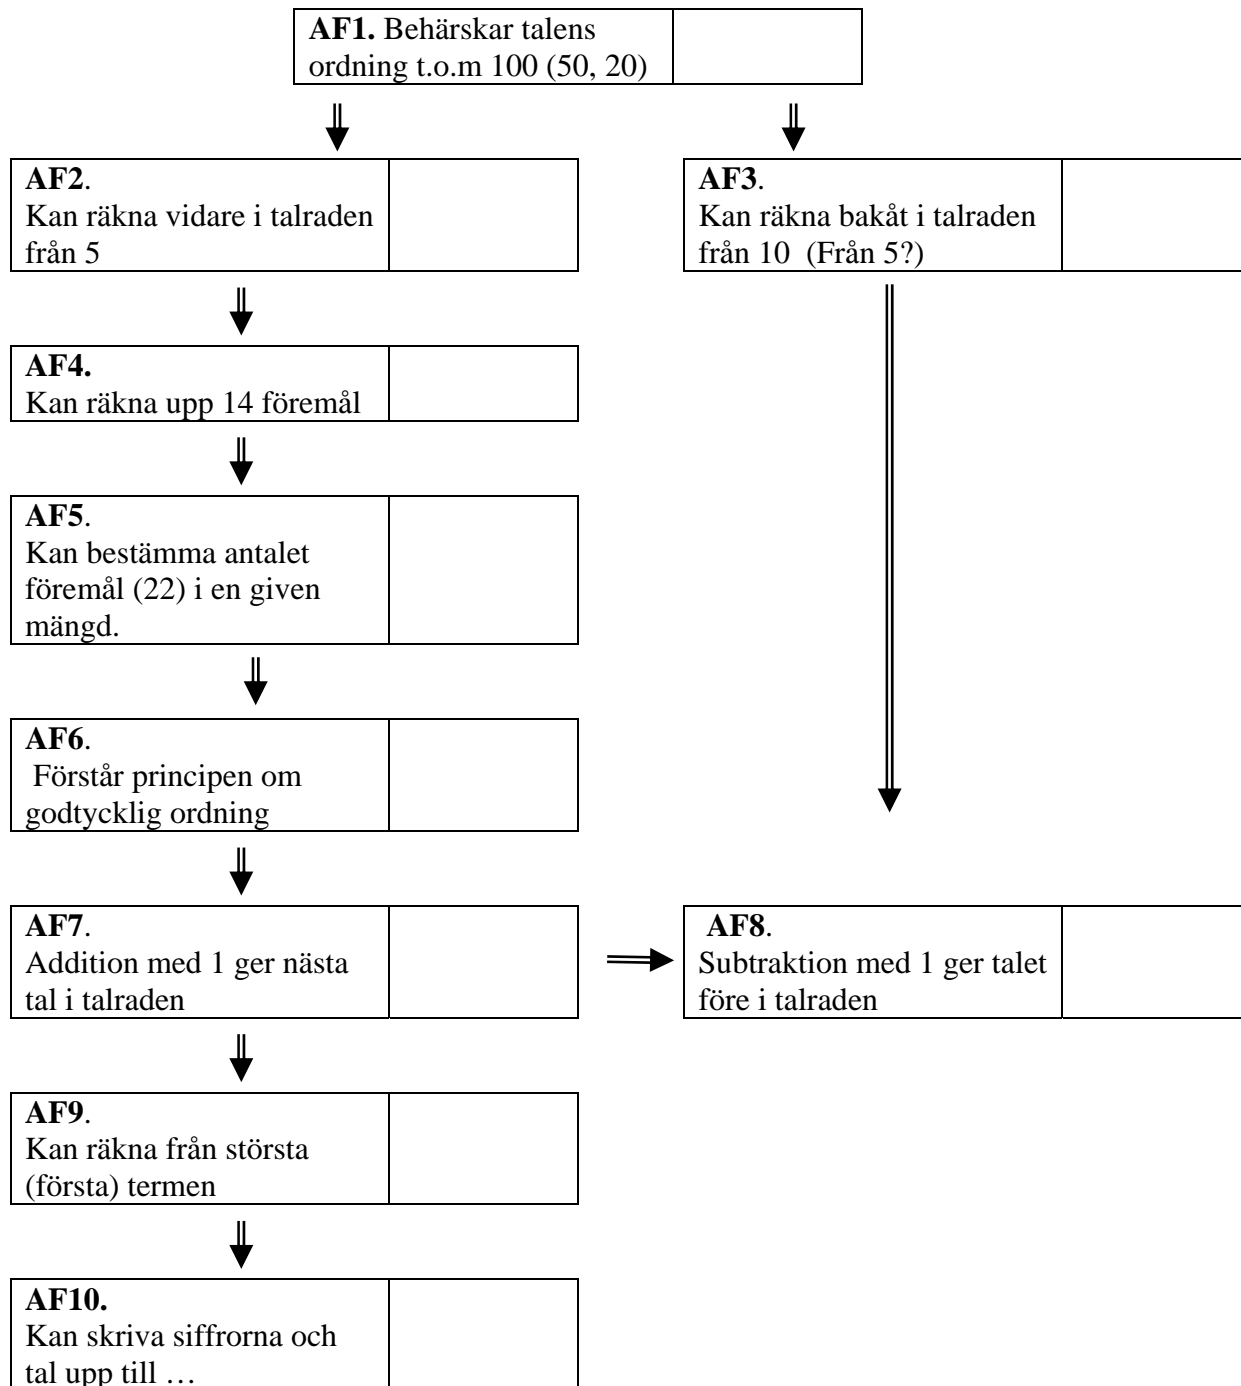 AF1. Behärskar talens
ordning t.o.m 100 (50, 20)
AF2.
Kan räkna vidare i talraden
från 5
AF3.
Kan räkna bakåt i talraden
från 10 (Från 5?)
AF4.
Kan räkna upp 14 föremål
AF5.
Kan bestämma antalet
föremål (22) i en given
mängd.
AF6.
Förstår principen om
godtycklig ordning
AF7.
Addition med 1 ger nästa
tal i talraden
AF8.
Subtraktion med 1 ger talet
före i talraden
AF9.
Kan räkna från största
(första) termen
AF10.
Kan skriva siffrorna och
tal upp till …